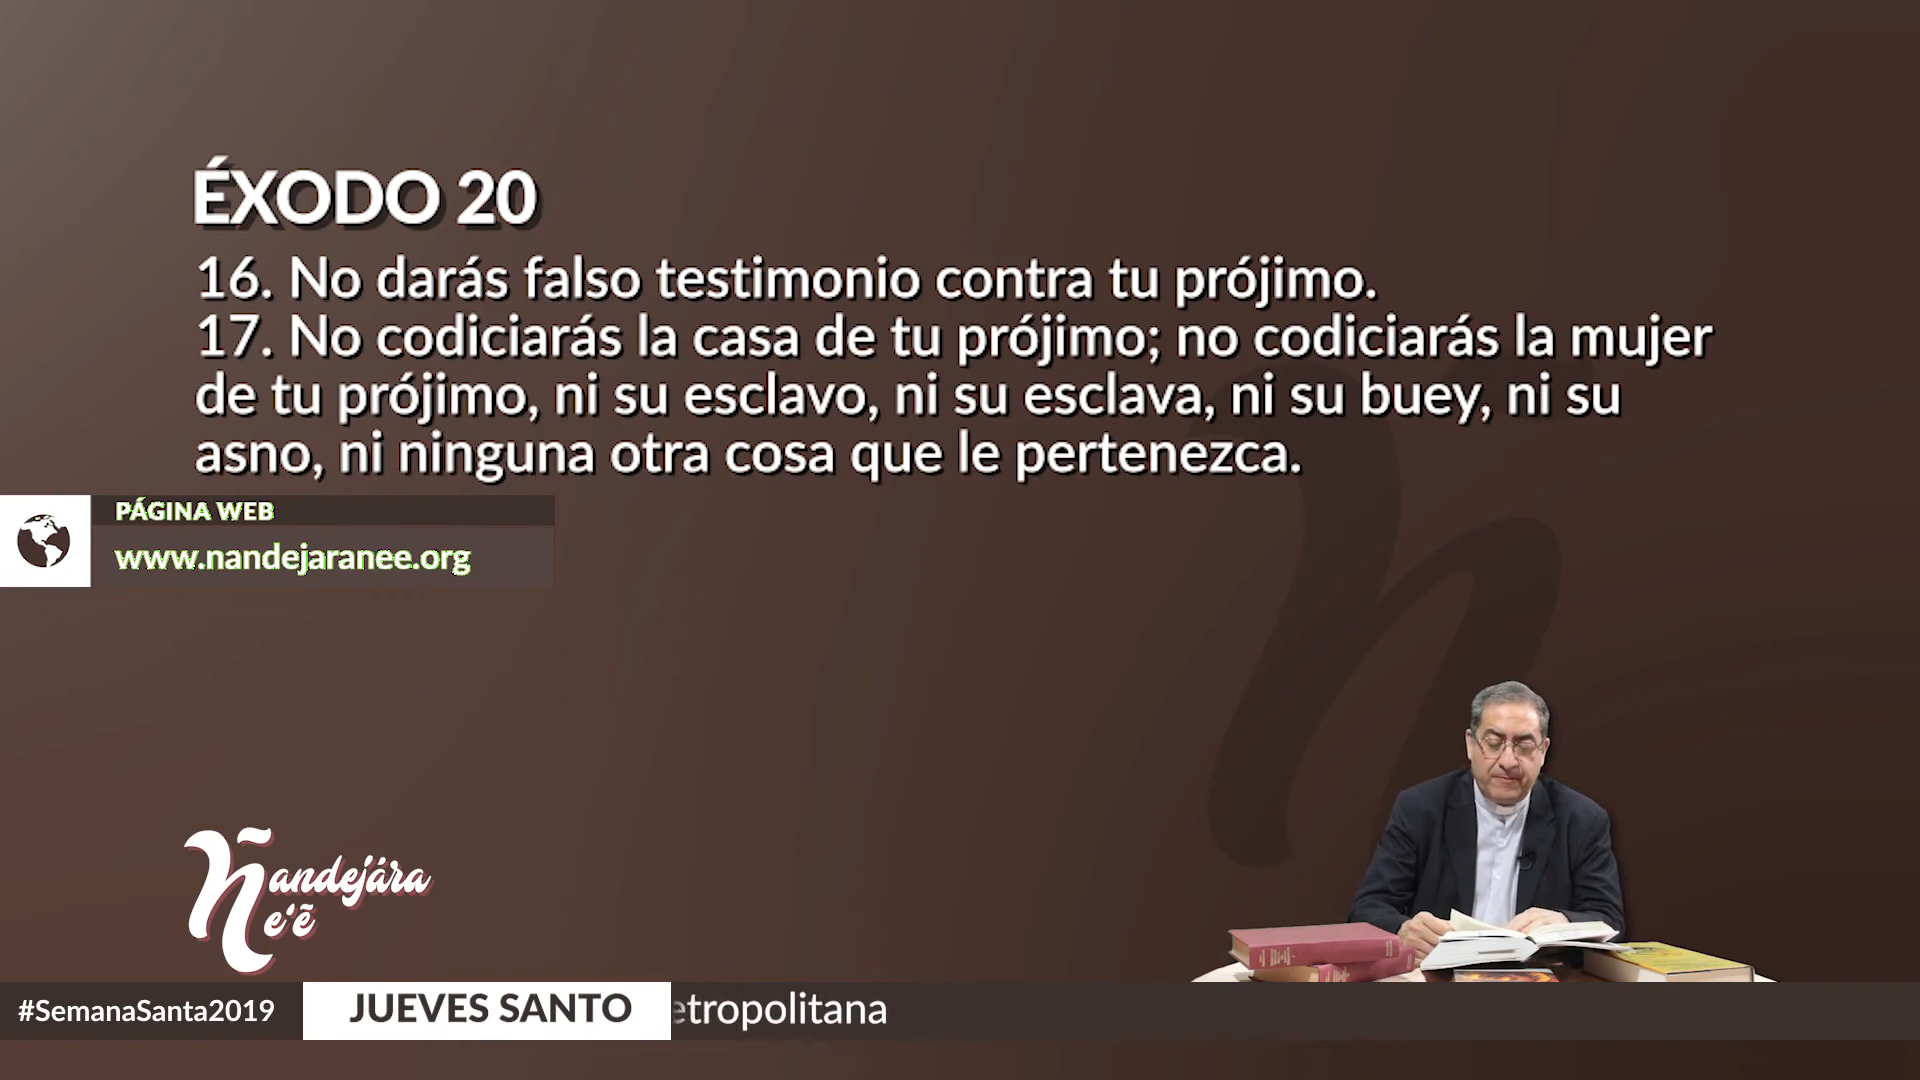 ÉXODO 20
16. No darás falso testimonio contra tu prójimo.
17. No codiciarás la casa de tu prójimo; no codiciarás la mujer
de tu prójimo, ni su esclavo, ni su esclava, ni su buey, ni su
asno, ni ninguna otra cosa que le pertenezca.
PÁGINA WEB
www.nandejaranee.org
Ñandejára
Ñe'ẽ
#SemanaSanta2019
JUEVES SANTO
etropolitana